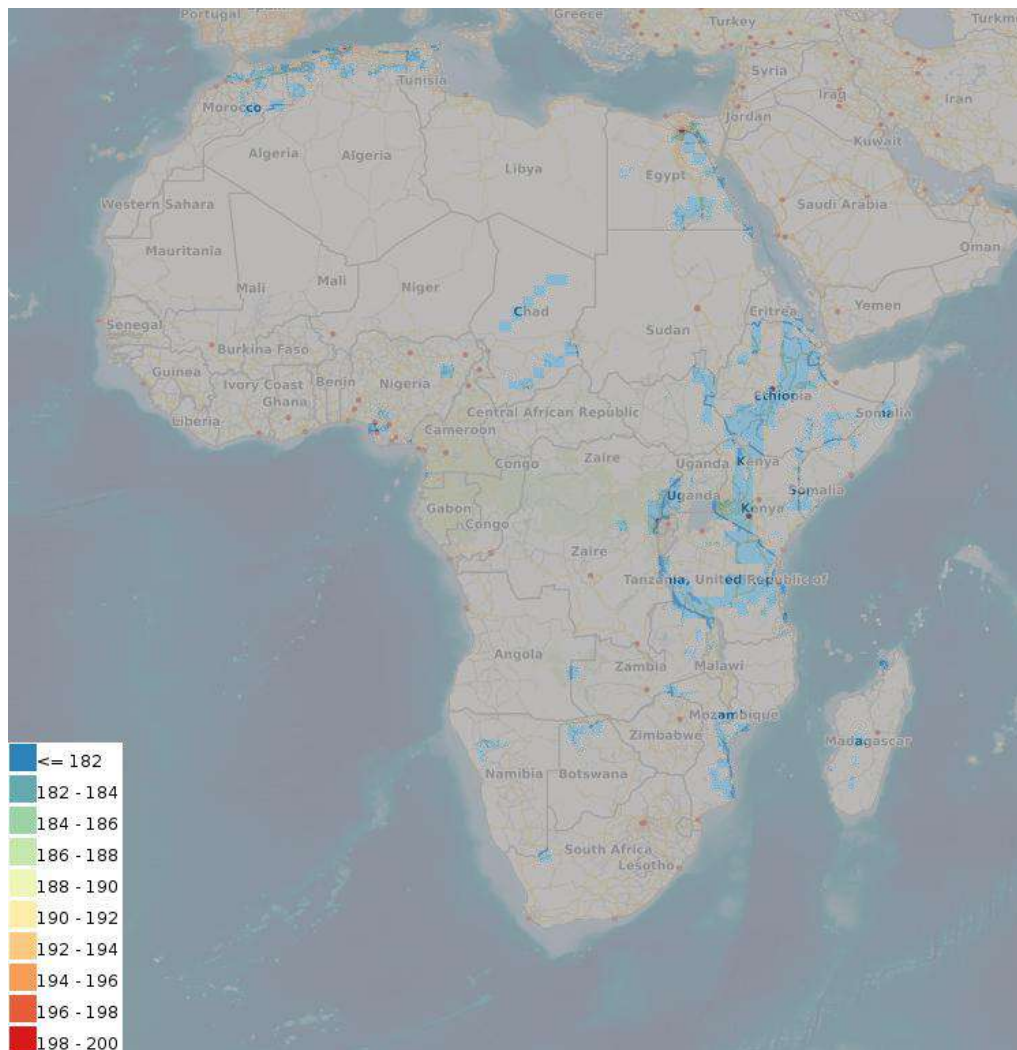 Portugal
Greece
Turkey
Turkm
Syria
Tunisia
Iraq
Iran
Morocco
Jordan
Kuwait
Algeria
Algeria
Libya
Egypt
Western Sahara
Saudi Arabia
Mauritania
Oman
Mali
Mali
Niger
Chad
Eritrea
Yemen
Senegal
Sudan
Burkina Faso
Guinea
Ivory Coast
Benin
Nigeria
Ethiopia
Ghana
Somalia
Liberia
Central African Republic
Cameroon
Congo
Zaire
Uganda
Kenya
Uganda
Somalia
Gabon
Kenya
Congo
Zaire
Tanzania, United Republic of
Angola
Zambia
Malawi
Mozambique
Zimbabwe
Madagascar
Namibia
Botswana
South Africa
Lesotho
<= 182
182 - 184
184 - 186
186 - 188
188 - 190
190 - 192
192 - 194
194 - 196
196 - 198
198 - 200